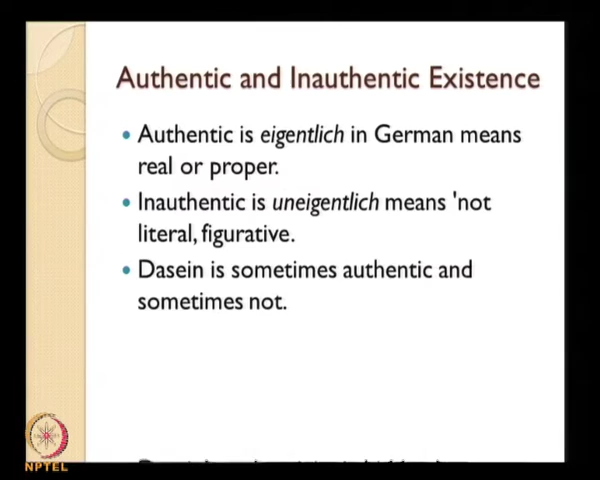 Authentic and Inauthentic Existence
• Authentic is eigentlich in German means
real or proper.
• Inauthentic is uneigentlich means 'not
literal, figurative.
• Dasein is sometimes authentic and
sometimes not.
NPTEL